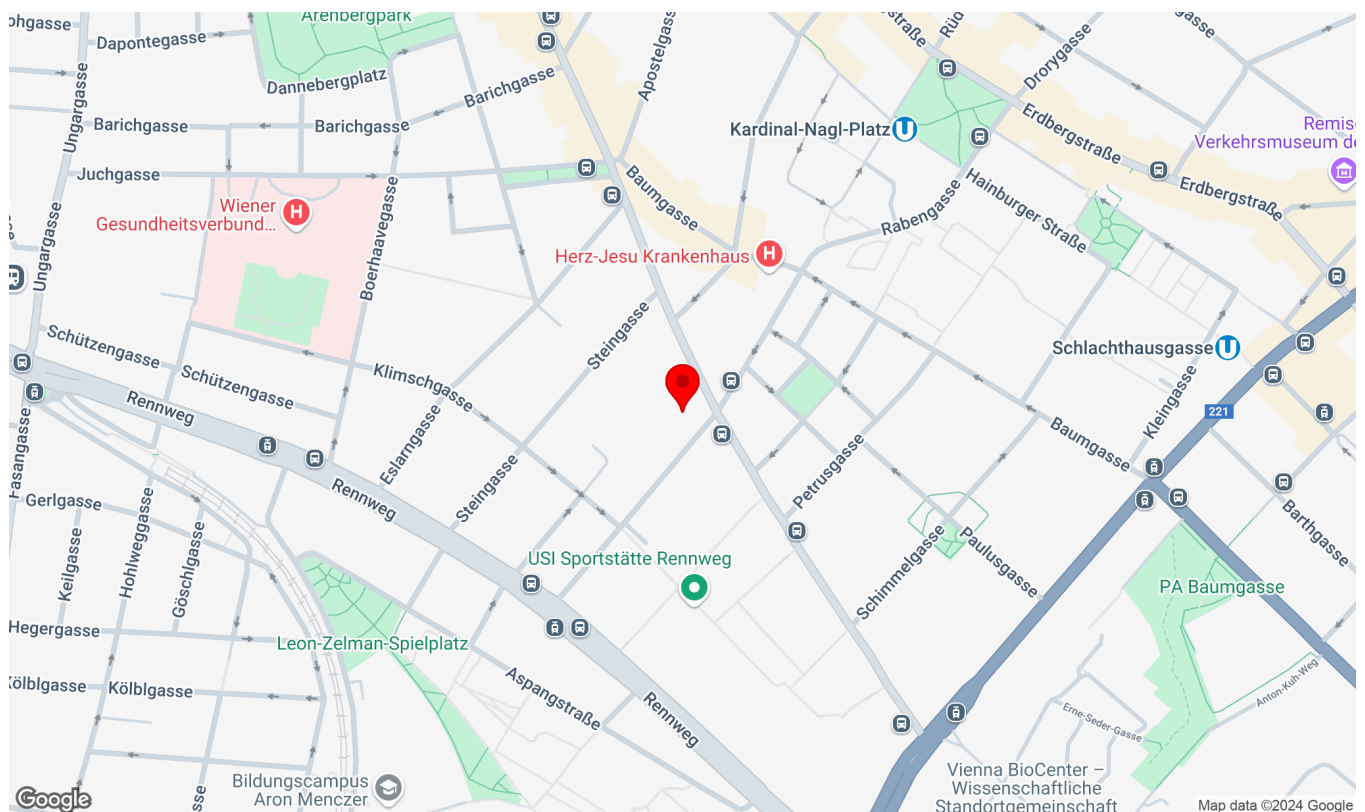 Arenbergpark
ohgasse
Dapontegasse
Dannebergplatz
Barichgasse
Apostelgasse
Ungargasse
Barichgasse
Barichgasse
Juchgasse
Wiener
Gesundheitsverbund...
Boerhaavegasse
Baumgasse
Kardinal-Nagl-Platz
Drorygasse
Erdbergstraße
Erdbergstraße
Remise
Verkehrsmuseum de
Hainburger Straße
Rabengasse
Herz-Jesu Krankenhaus
Ungargasse
Steingasse
Schützengasse
Schützengasse
Klimschgasse
Schlachthausgasse
Kleingasse
221
Rennweg
Eslarngasse
Steingasse
Baumgasse
Petrusgasse
Fasangasse
Gerlgasse
Rennweg
Barthgasse
Keilgasse
Hohlweggasse
Göschlgasse
USI Sportstätte Rennweg
Schimmelgasse
Paulusgasse
PA Baumgasse
Hegergasse
Leon-Zelman-Spielplatz
Kölblgasse
Kölblgasse
Aspangstraße
Rennweg
Anton-Kuh-Weg
Erne-Seder-Gasse
Bildungscampus
Aron Menczer
Vienna BioCenter –
Wissenschaftliche
Standortgemeinschaft
Google
Map data ©2024 Google